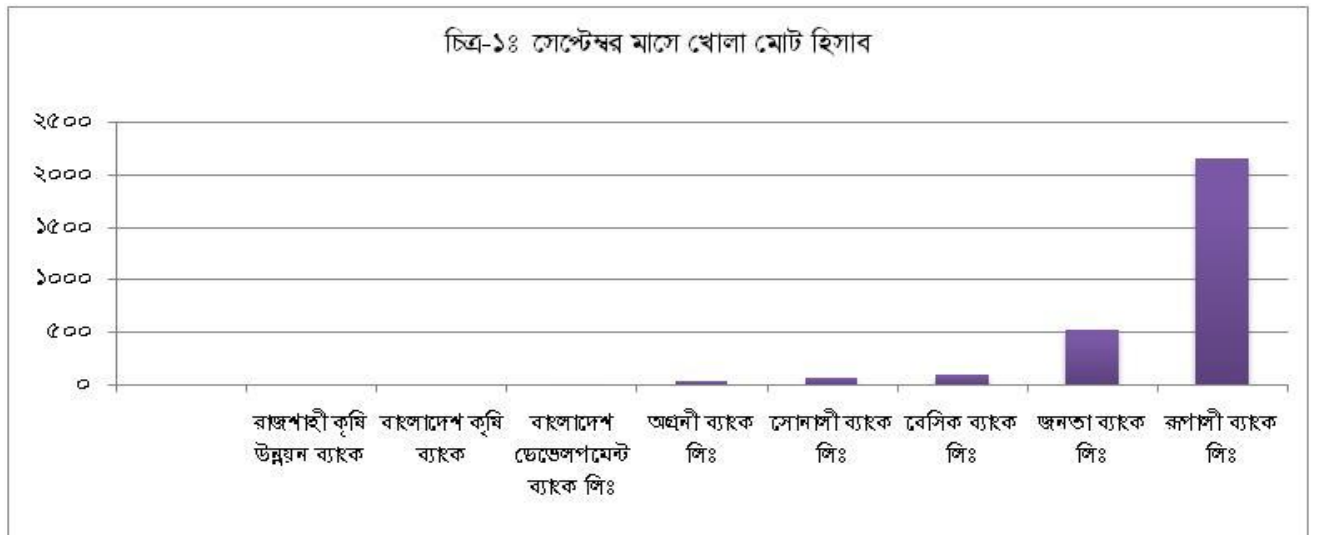 চিত্র-১ঃ সেপ্টেম্বর মাসে খোলা মোট হিসাব
২৫০০
২০০০
১৫০০
১০০০
৫০০
০
রাজশাহী কৃষি উন্নয়ন ব্যাংক
বাংলাদেশ কৃষি ব্যাংক
বাংলাদেশ ডেভেলপমেন্ট ব্যাংক লিঃ
অগ্রনী ব্যাংক লিঃ
সোনালী ব্যাংক লিঃ
বেসিক ব্যাংক লিঃ
জনতা ব্যাংক লিঃ
রূপালী ব্যাংক লিঃ